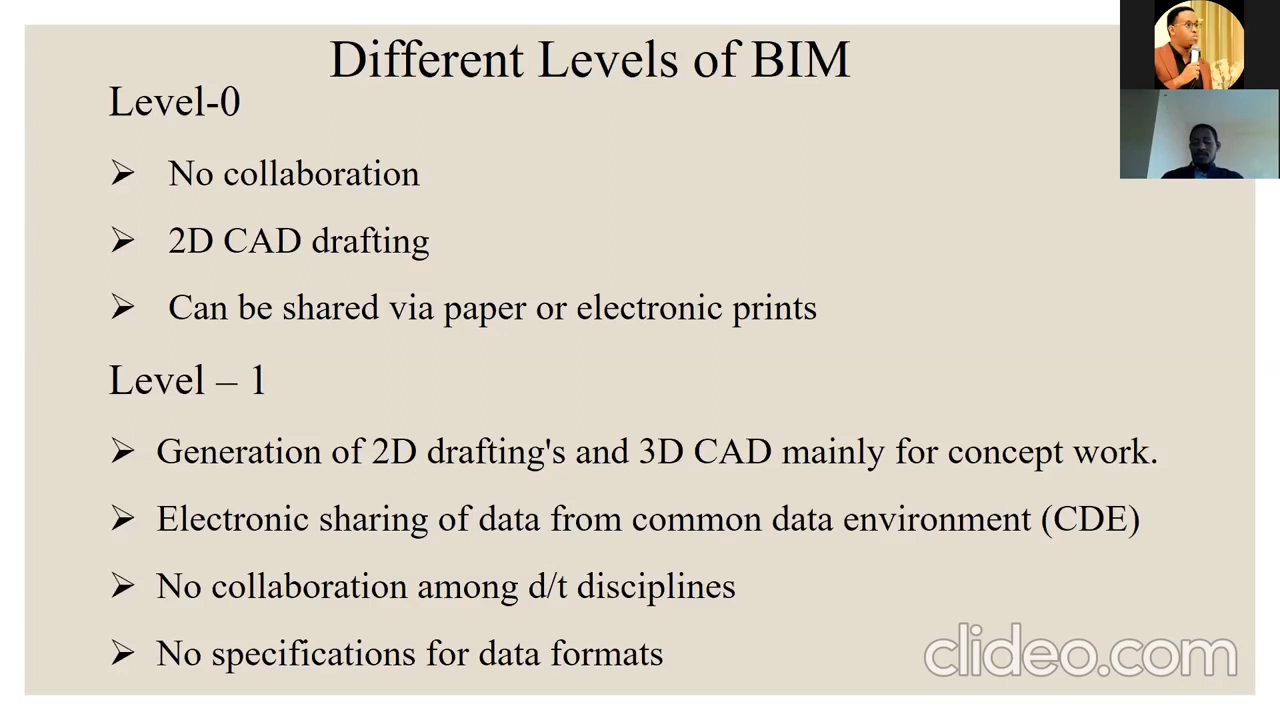 Different Levels of BIM
Level-0
➢ No collaboration
➢ 2D CAD drafting
➢ Can be shared via paper or electronic prints
Level – 1
➢ Generation of 2D drafting's and 3D CAD mainly for concept work.
➢ Electronic sharing of data from common data environment (CDE)
➢ No collaboration among d/t disciplines
➢ No specifications for data formats
clideo.com